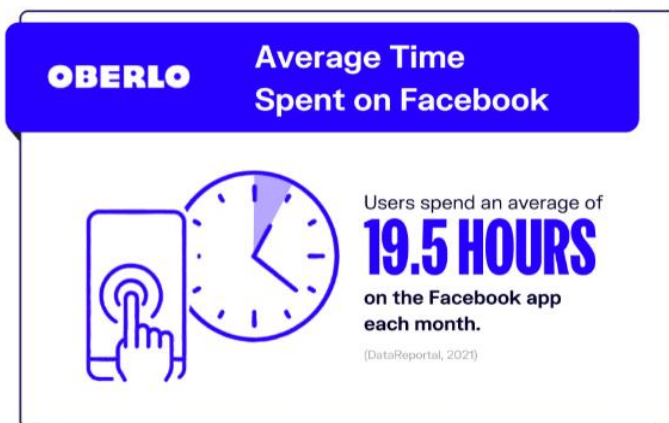 OBERLO
Average Time
Spent on Facebook
Users spend an average of
19.5 HOURS
on the Facebook app
each month.
(DataReportal, 2021)